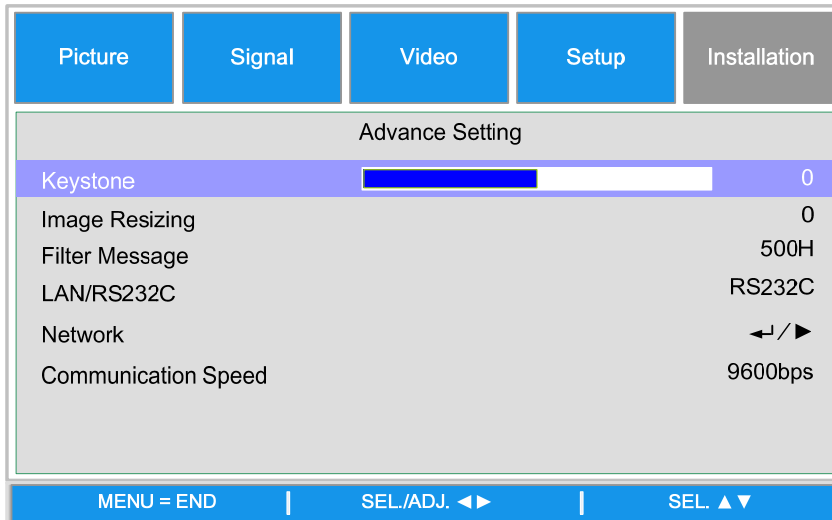 Picture Signal Video Setup Installation
Advance Setting
Keystone 0
Image Resizing 0
Filter Message 500H
LAN/RS232C RS232C
Network ↵/▶
Communication Speed 9600bps
MENU = END | SEL./ADJ. ◀▶ | SEL. ▲▼